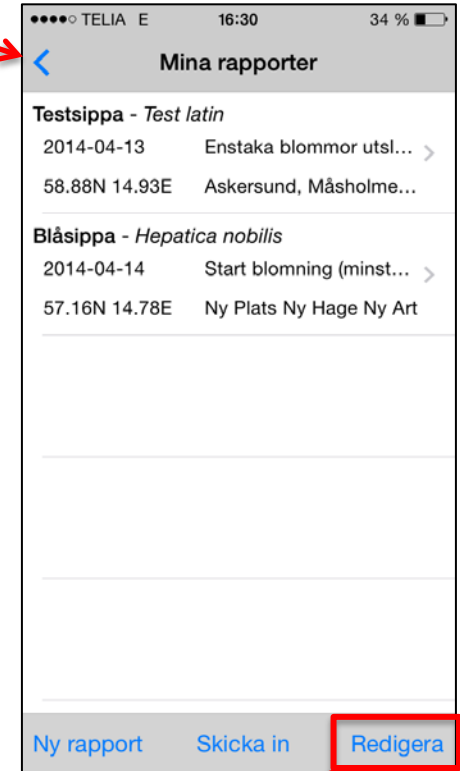 TELIA E 16:30 34 %
Mina rapporter
Testsippa - Test latin
2014-04-13 Enstaka blommor utsl...
58.88N 14.93E Askersund, Måsholme...
Blåsippa - Hepatica nobilis
2014-04-14 Start blomning (minst...
57.16N 14.78E Ny Plats Ny Hage Ny Art
Ny rapport Skicka in Redigera